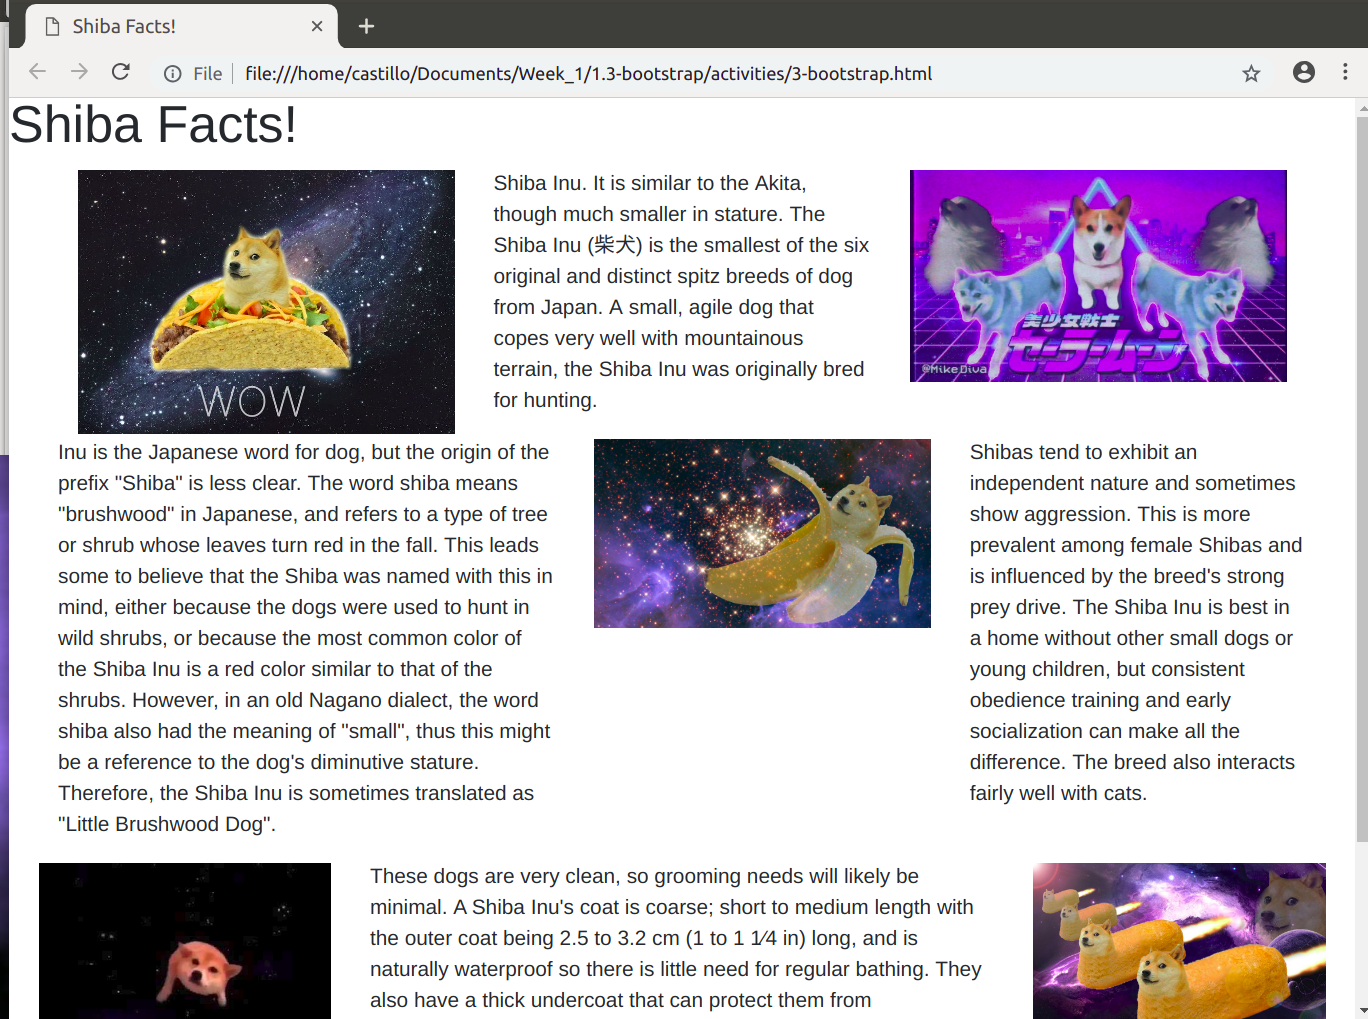 Shiba Facts!
File
file:///home/castillo/Documents/Week_1/1.3-bootstrap/activities/3-bootstrap.html
Shiba Facts!
WOW
Shiba Inu. It is similar to the Akita,
though much smaller in stature. The
Shiba Inu (柴犬) is the smallest of the six
original and distinct spitz breeds of dog
from Japan. A small, agile dog that
copes very well with mountainous
terrain, the Shiba Inu was originally bred
for hunting.
美少女戦士
セーラームーン
@MikeDiva
Inu is the Japanese word for dog, but the origin of the
prefix "Shiba" is less clear. The word shiba means
"brushwood" in Japanese, and refers to a type of tree
or shrub whose leaves turn red in the fall. This leads
some to believe that the Shiba was named with this in
mind, either because the dogs were used to hunt in
wild shrubs, or because the most common color of
the Shiba Inu is a red color similar to that of the
shrubs. However, in an old Nagano dialect, the word
shiba also had the meaning of "small", thus this might
be a reference to the dog's diminutive stature.
Therefore, the Shiba Inu is sometimes translated as
"Little Brushwood Dog".
Shibas tend to exhibit an
independent nature and sometimes
show aggression. This is more
prevalent among female Shibas and
is influenced by the breed's strong
prey drive. The Shiba Inu is best in
a home without other small dogs or
young children, but consistent
obedience training and early
socialization can make all the
difference. The breed also interacts
fairly well with cats.
These dogs are very clean, so grooming needs will likely be
minimal. A Shiba Inu's coat is coarse; short to medium length with
the outer coat being 2.5 to 3.2 cm (1 to 1 1⁄4 in) long, and is
naturally waterproof so there is little need for regular bathing. They
also have a thick undercoat that can protect them from